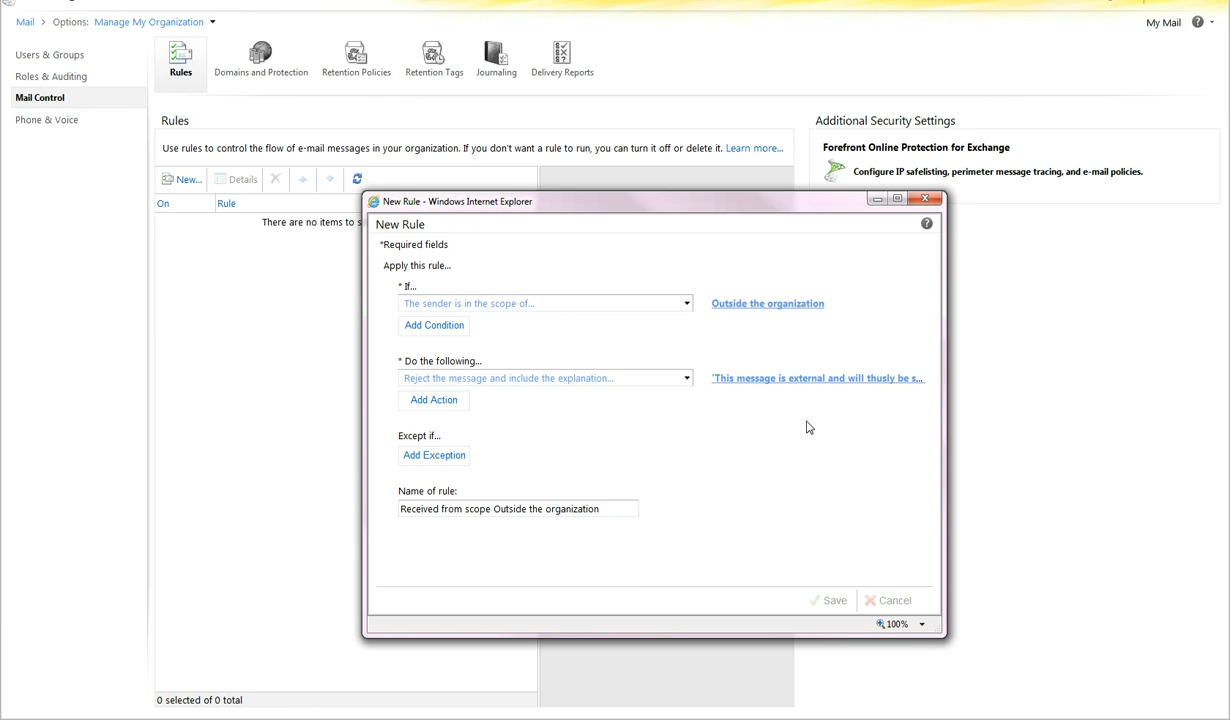 Mail > Options: Manage My Organization
My Mail
Users & Groups
Roles & Auditing
Mail Control
Phone & Voice
Rules
Domains and Protection
Retention Policies
Retention Tags
Journaling
Delivery Reports
Rules
Use rules to control the flow of e-mail messages in your organization. If you don't want a rule to run, you can turn it off or delete it. Learn more...
New...
Details
On
Rule
There are no items to
Additional Security Settings
Forefront Online Protection for Exchange
Configure IP safelisting, perimeter message tracing, and e-mail policies.
New Rule - Windows Internet Explorer
New Rule
*Required fields
Apply this rule...
* If...
The sender is in the scope of...
Outside the organization
Add Condition
* Do the following...
Reject the message and include the explanation...
'This message is external and will thusly be s...
Add Action
Except if...
Add Exception
Name of rule:
Received from scope Outside the organization
Save
Cancel
100%
0 selected of 0 total